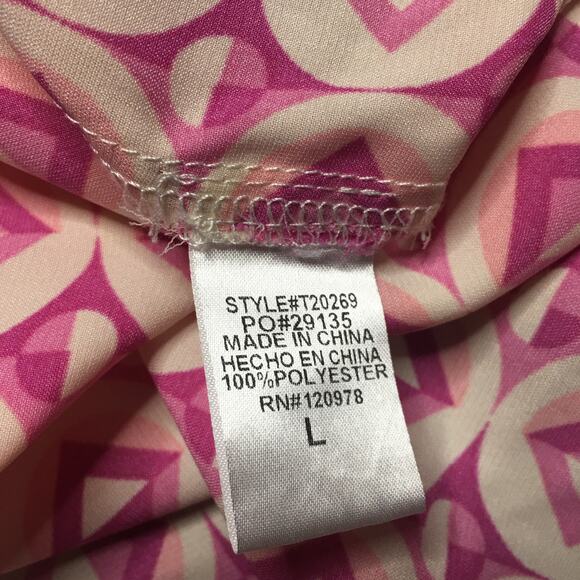 STYLE#T20269
PO#29135
MADE IN CHINA
HECHO EN CHINA
100%POLYESTER
RN#120978
L